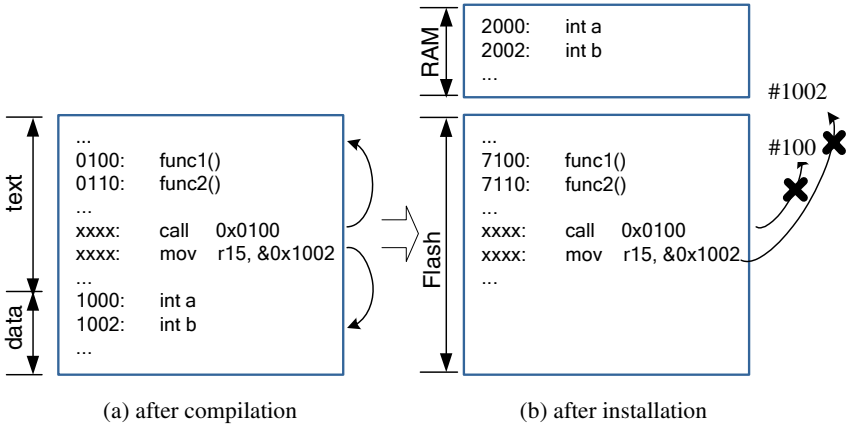 text
data
...
0100: func1()
0110: func2()
...
xxxx: call 0x0100
xxxx: mov r15, &0x1002
...
1000: int a
1002: int b
...
(a) after compilation
RAM
2000: int a
2002: int b
...
Flash
...
7100: func1()
7110: func2()
...
xxxx: call 0x0100
xxxx: mov r15, &0x1002
...
#1002
#100
(b) after installation